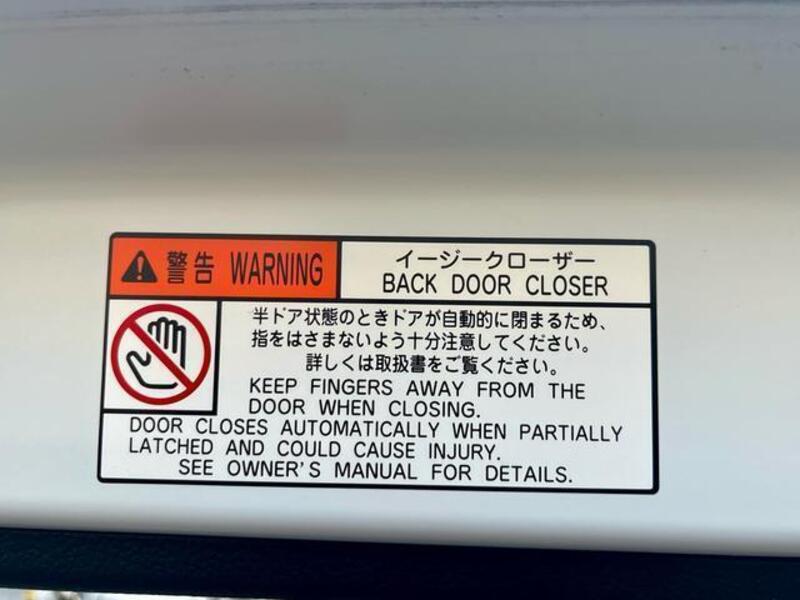 警告 WARNING
イージークローザー
BACK DOOR CLOSER
半ドア状態のときドアが自動的に閉まるため、
指をはさまないよう十分注意してください。
詳しくは取扱書をご覧ください。
KEEP FINGERS AWAY FROM THE
DOOR WHEN CLOSING.
DOOR CLOSES AUTOMATICALLY WHEN PARTIALLY
LATCHED AND COULD CAUSE INJURY.
SEE OWNER'S MANUAL FOR DETAILS.